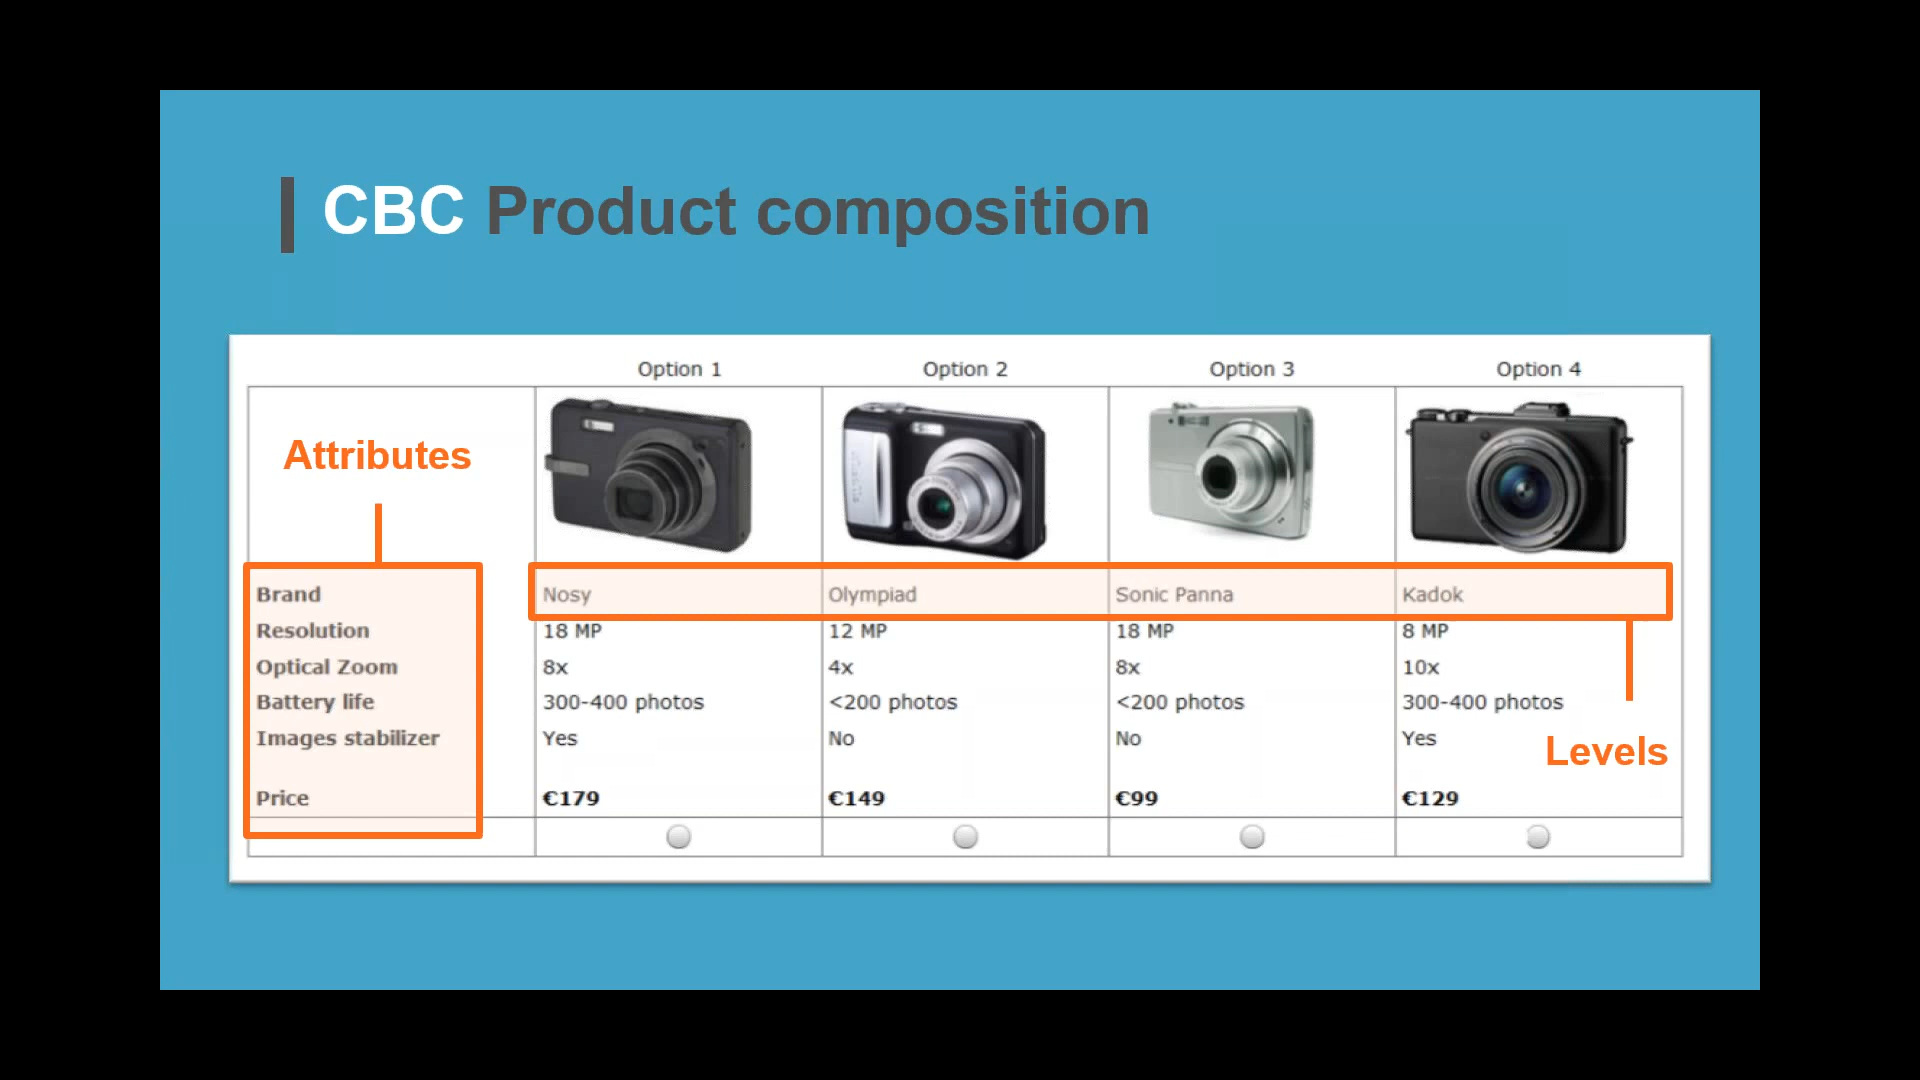 CBC Product composition
Option 1 Option 2 Option 3 Option 4
Attributes
Brand Nosy Olympiad Sonic Panna Kadok
Resolution 18 MP 12 MP 18 MP 8 MP
Optical Zoom 8x 4x 8x 10x
Battery life 300-400 photos <200 photos <200 photos 300-400 photos
Images stabilizer Yes No No Yes
Levels
Price €179 €149 €99 €129